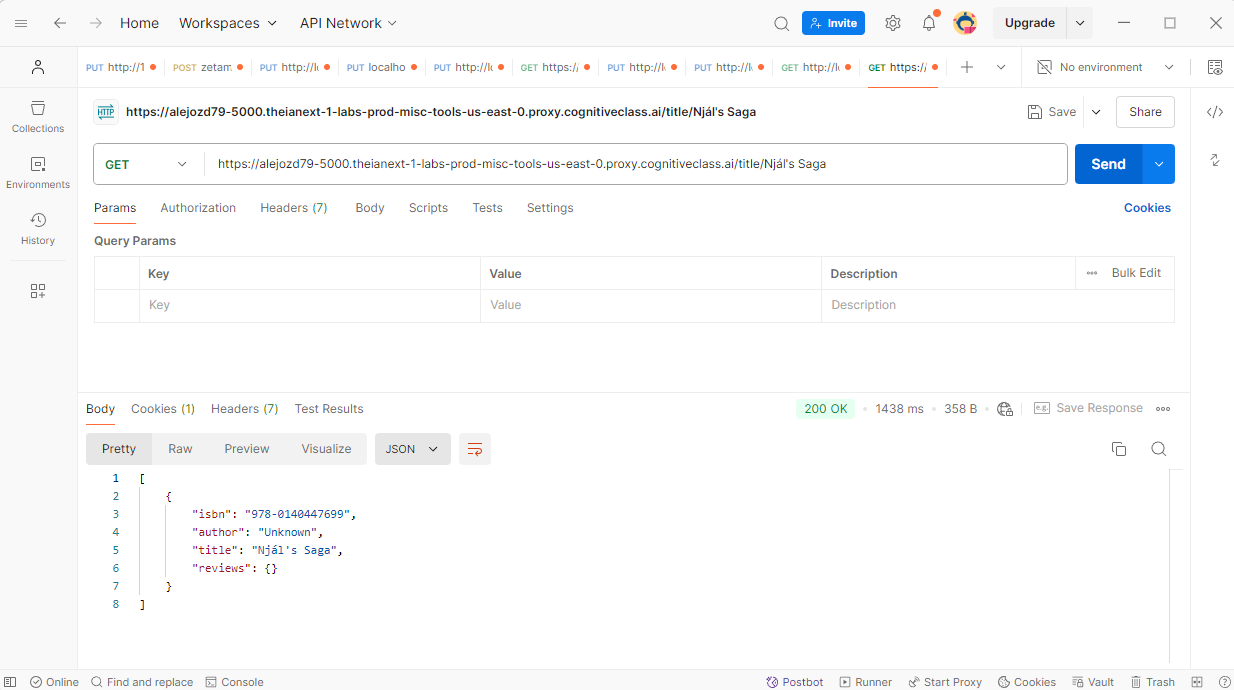 Home Workspaces API Network Invite Upgrade
PUT http://1 POST zetam PUT http://lo PUT localho PUT http://lo GET https:// PUT http://lo PUT http://lo GET http://lo GET https:// No environment
HTTP https://alejozd79-5000.theianext-1-labs-prod-misc-tools-us-east-0.proxy.cognitiveclass.ai/title/Njál's Saga Save Share
Collections
Environments
History
GET https://alejozd79-5000.theianext-1-labs-prod-misc-tools-us-east-0.proxy.cognitiveclass.ai/title/Njál's Saga Send
Params Authorization Headers (7) Body Scripts Tests Settings Cookies
Query Params
Key Value Description Bulk Edit
Key Value Description
Body Cookies (1) Headers (7) Test Results 200 OK 1438 ms 358 B e.g. Save Response
Pretty Raw Preview Visualize JSON
1 [
2 {
3 "isbn": "978-0140447699",
4 "author": "Unknown",
5 "title": "Njál's Saga",
6 "reviews": {}
7 }
8 ]
Online Find and replace Console Postbot Runner Start Proxy Cookies Vault Trash